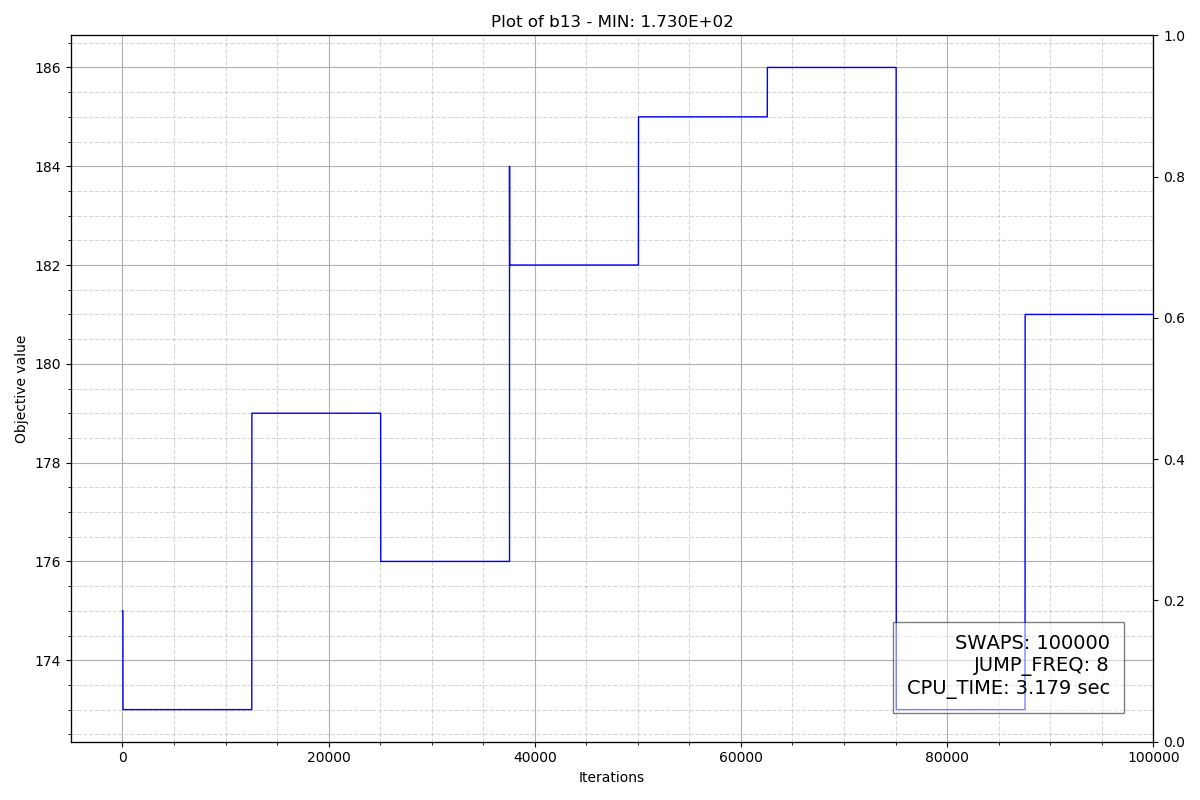 Plot of b13 - MIN: 1.730E+02
Objective value
186
184
182
180
178
176
174
1.0
0.8
0.6
0.4
0.2
0.0
SWAPS: 100000
JUMP_FREQ: 8
CPU_TIME: 3.179 sec
0 20000 40000 60000 80000 100000
Iterations